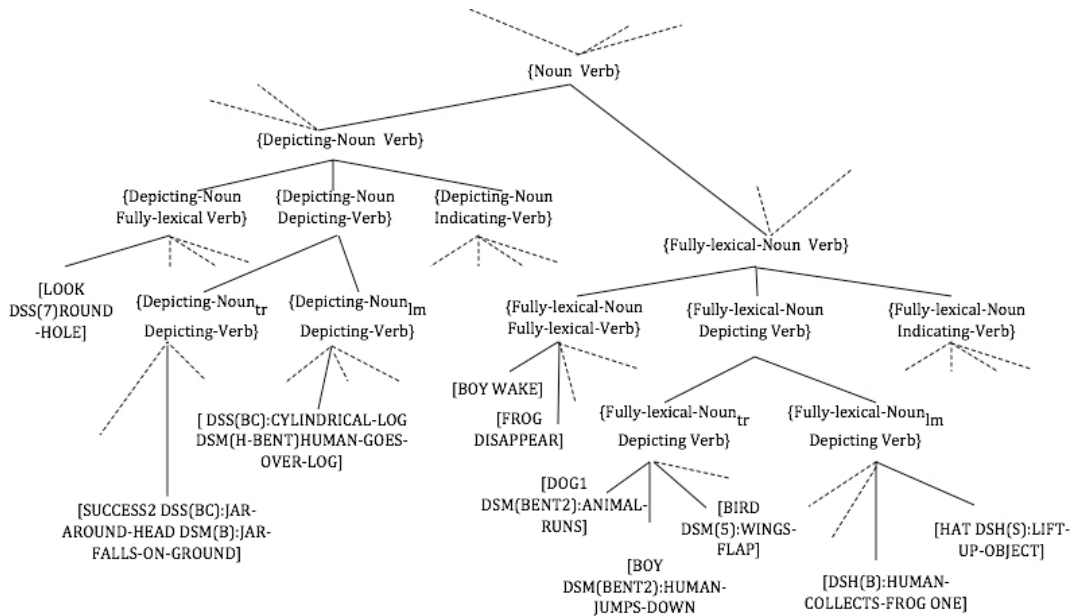 {Noun Verb}
{Depicting-Noun Verb}
{Depicting-Noun
Fully-lexical Verb}
{Depicting-Noun
Depicting-Verb}
{Depicting-Noun
Indicating-Verb}
{Fully-lexical-Noun Verb}
[LOOK
DSS(7)ROUND
-HOLE]
{Depicting-Noun_tr
Depicting-Verb}
{Depicting-Noun_lm
Depicting-Verb}
{Fully-lexical-Noun
Fully-lexical-Verb}
{Fully-lexical-Noun
Depicting Verb}
{Fully-lexical-Noun
Indicating-Verb}
[BOY WAKE]
[FROG
DISAPPEAR]
[ DSS(BC):CYLINDRICAL-LOG
DSM(H-BENT)HUMAN-GOES-
OVER-LOG]
{Fully-lexical-Noun_tr
Depicting Verb}
{Fully-lexical-Noun_lm
Depicting Verb}
[SUCCESS2 DSS(BC):JAR-
AROUND-HEAD DSM(B):JAR-
FALLS-ON-GROUND]
[DOG1
DSM(BENT2):ANIMAL-
RUNS]
[BIRD
DSM(5):WINGS-
FLAP]
[HAT DSH(S):LIFT-
UP-OBJECT]
[BOY
DSM(BENT2):HUMAN-
JUMPS-DOWN
[DSH(B):HUMAN-
COLLECTS-FROG ONE]